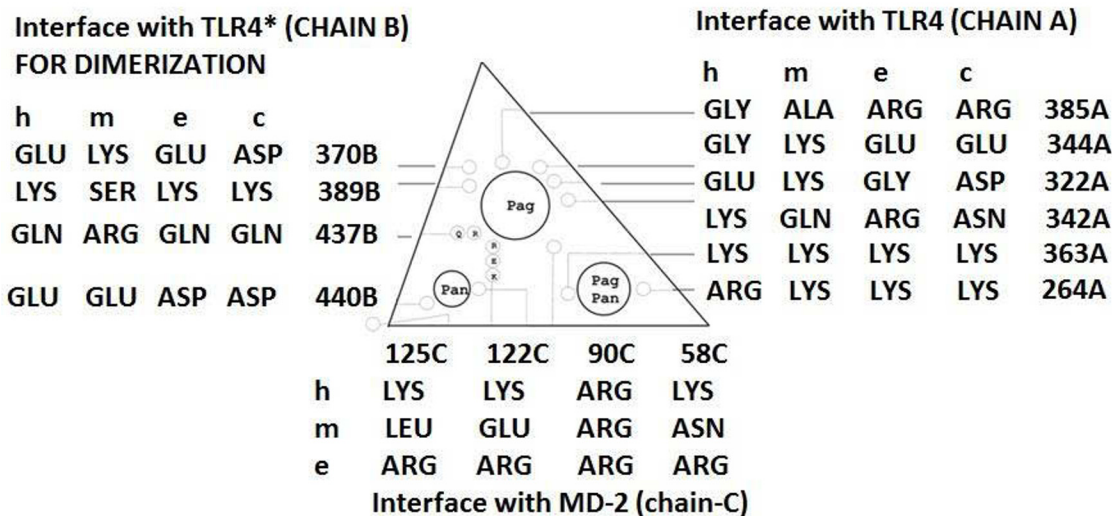 Interface with TLR4* (CHAIN B)
FOR DIMERIZATION
h m e c
GLU LYS GLU ASP 370B
LYS SER LYS LYS 389B
GLN ARG GLN GLN 437B
GLU GLU ASP ASP 440B
Interface with TLR4 (CHAIN A)
h m e c
GLY ALA ARG ARG 385A
GLY LYS GLU GLU 344A
GLU LYS GLY ASP 322A
LYS GLN ARG ASN 342A
LYS LYS LYS LYS 363A
ARG LYS LYS LYS 264A
Pag
Q R
R
E
K
Pan
Pag
Pan
125C 122C 90C 58C
h LYS LYS ARG LYS
m LEU GLU ARG ASN
e ARG ARG ARG ARG
Interface with MD-2 (chain-C)